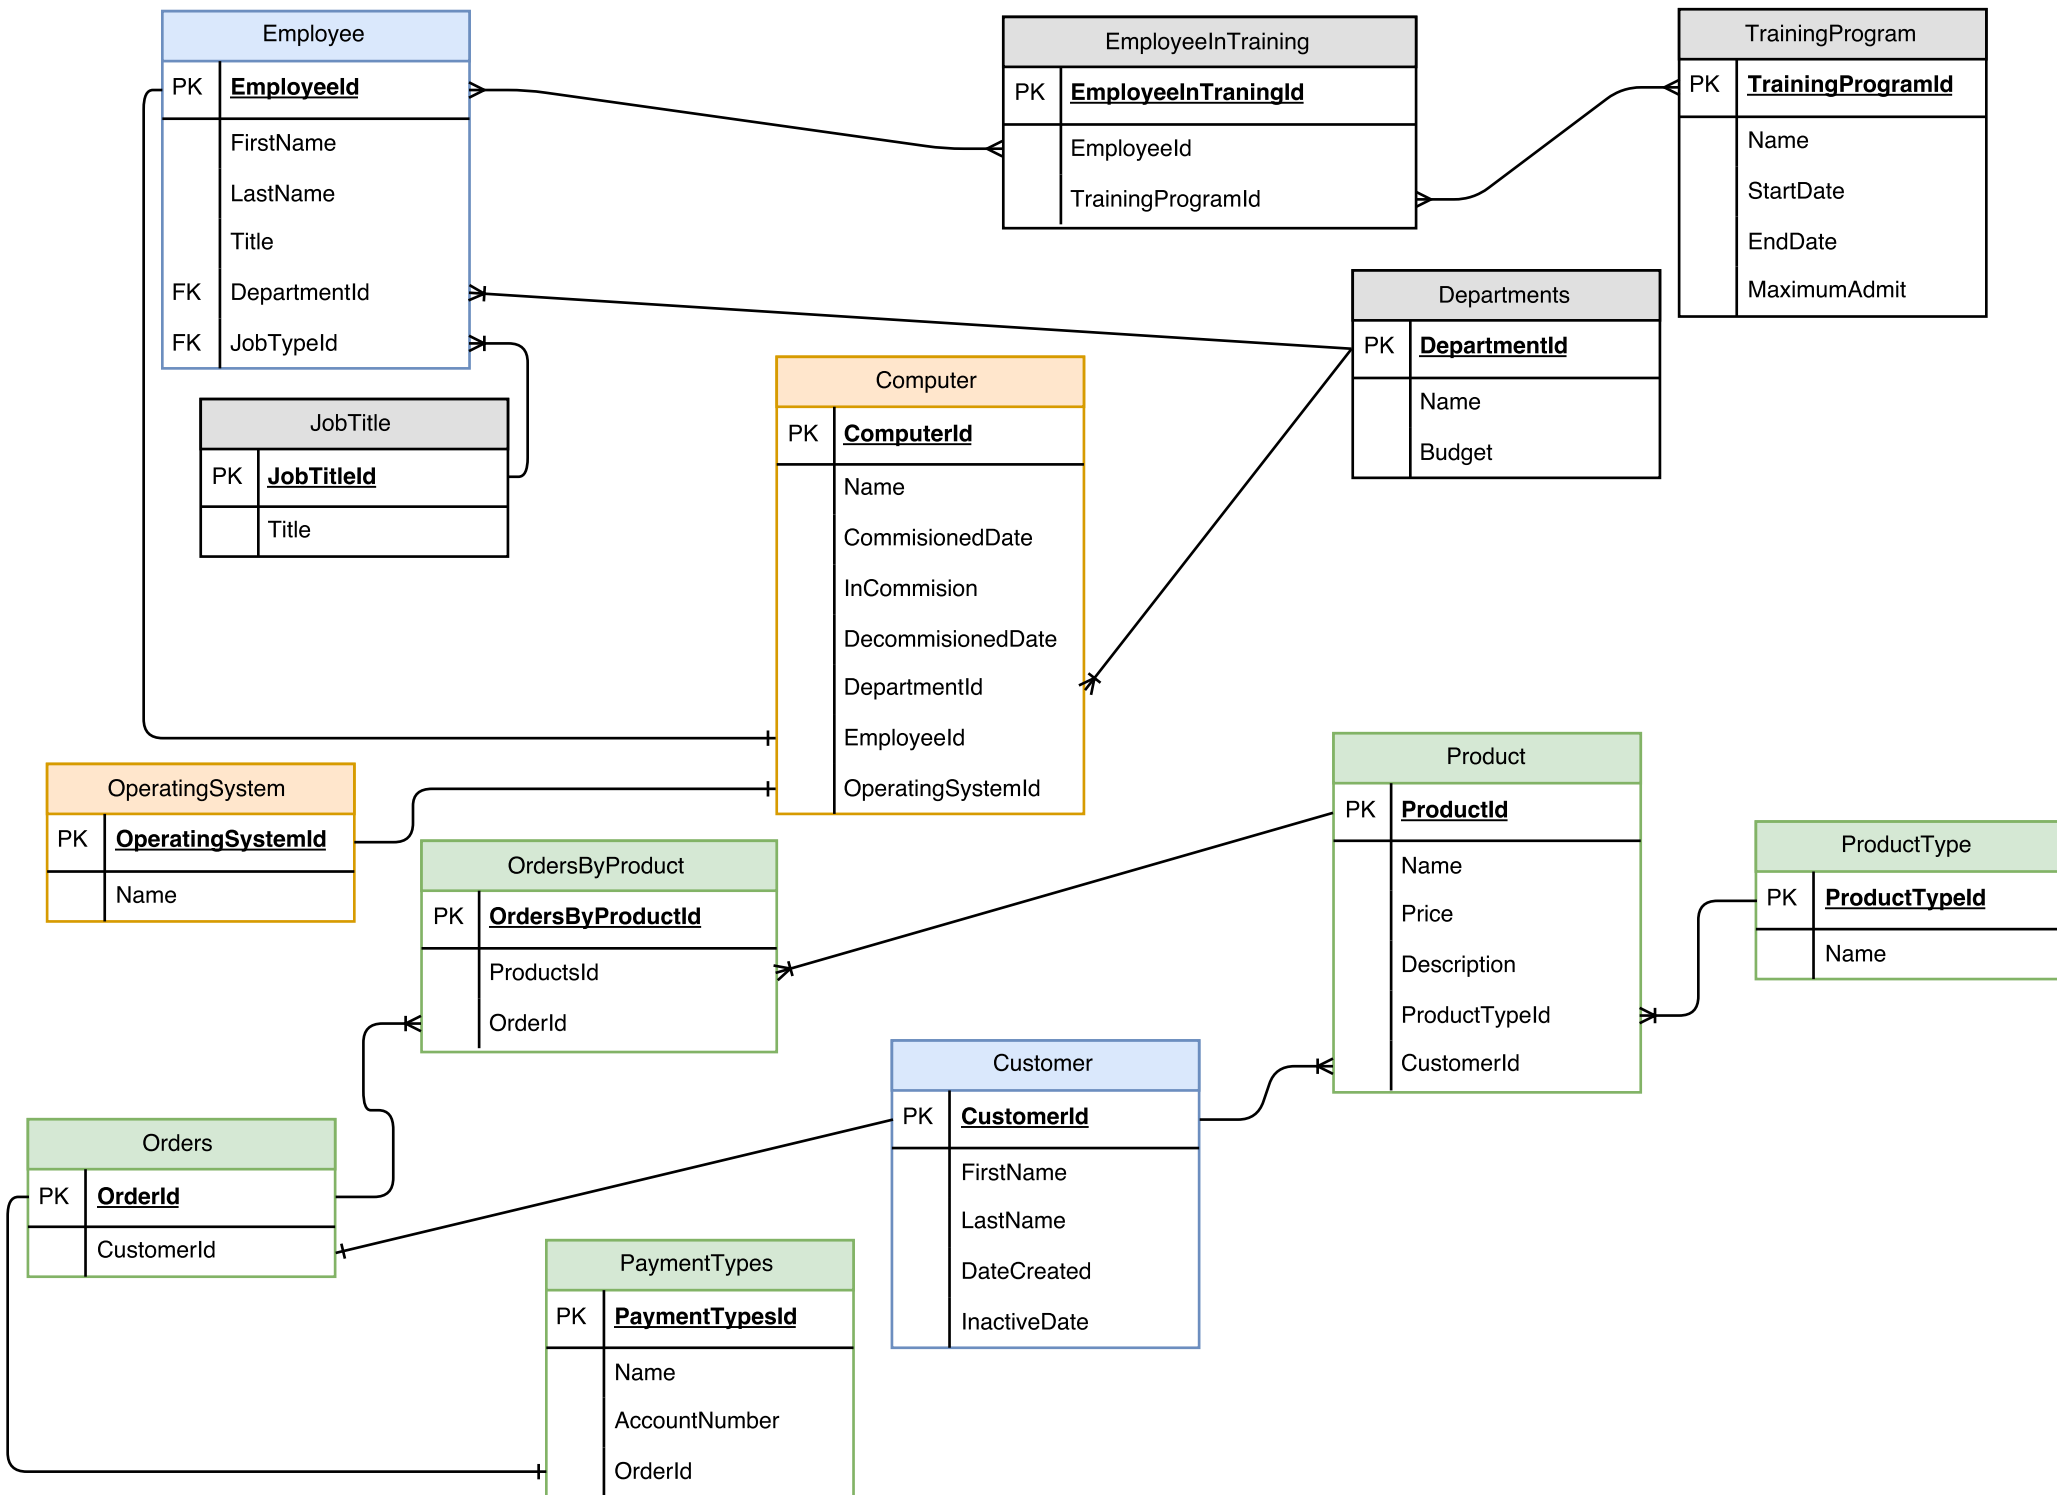 Employee
PK EmployeeId
FirstName
LastName
Title
FK DepartmentId
FK JobTypeId
EmployeeInTraining
PK EmployeeInTraningId
EmployeeId
TrainingProgramId
TrainingProgram
PK TrainingProgramId
Name
StartDate
EndDate
MaximumAdmit
Departments
PK DepartmentId
Name
Budget
JobTitle
PK JobTitleId
Title
Computer
PK ComputerId
Name
CommisionedDate
InCommision
DecommisionedDate
DepartmentId
EmployeeId
OperatingSystemId
OperatingSystem
PK OperatingSystemId
Name
OrdersByProduct
PK OrdersByProductId
ProductsId
OrderId
Product
PK ProductId
Name
Price
Description
ProductTypeId
CustomerId
ProductType
PK ProductTypeId
Name
Customer
PK CustomerId
FirstName
LastName
DateCreated
InactiveDate
Orders
PK OrderId
CustomerId
PaymentTypes
PK PaymentTypesId
Name
AccountNumber
OrderId